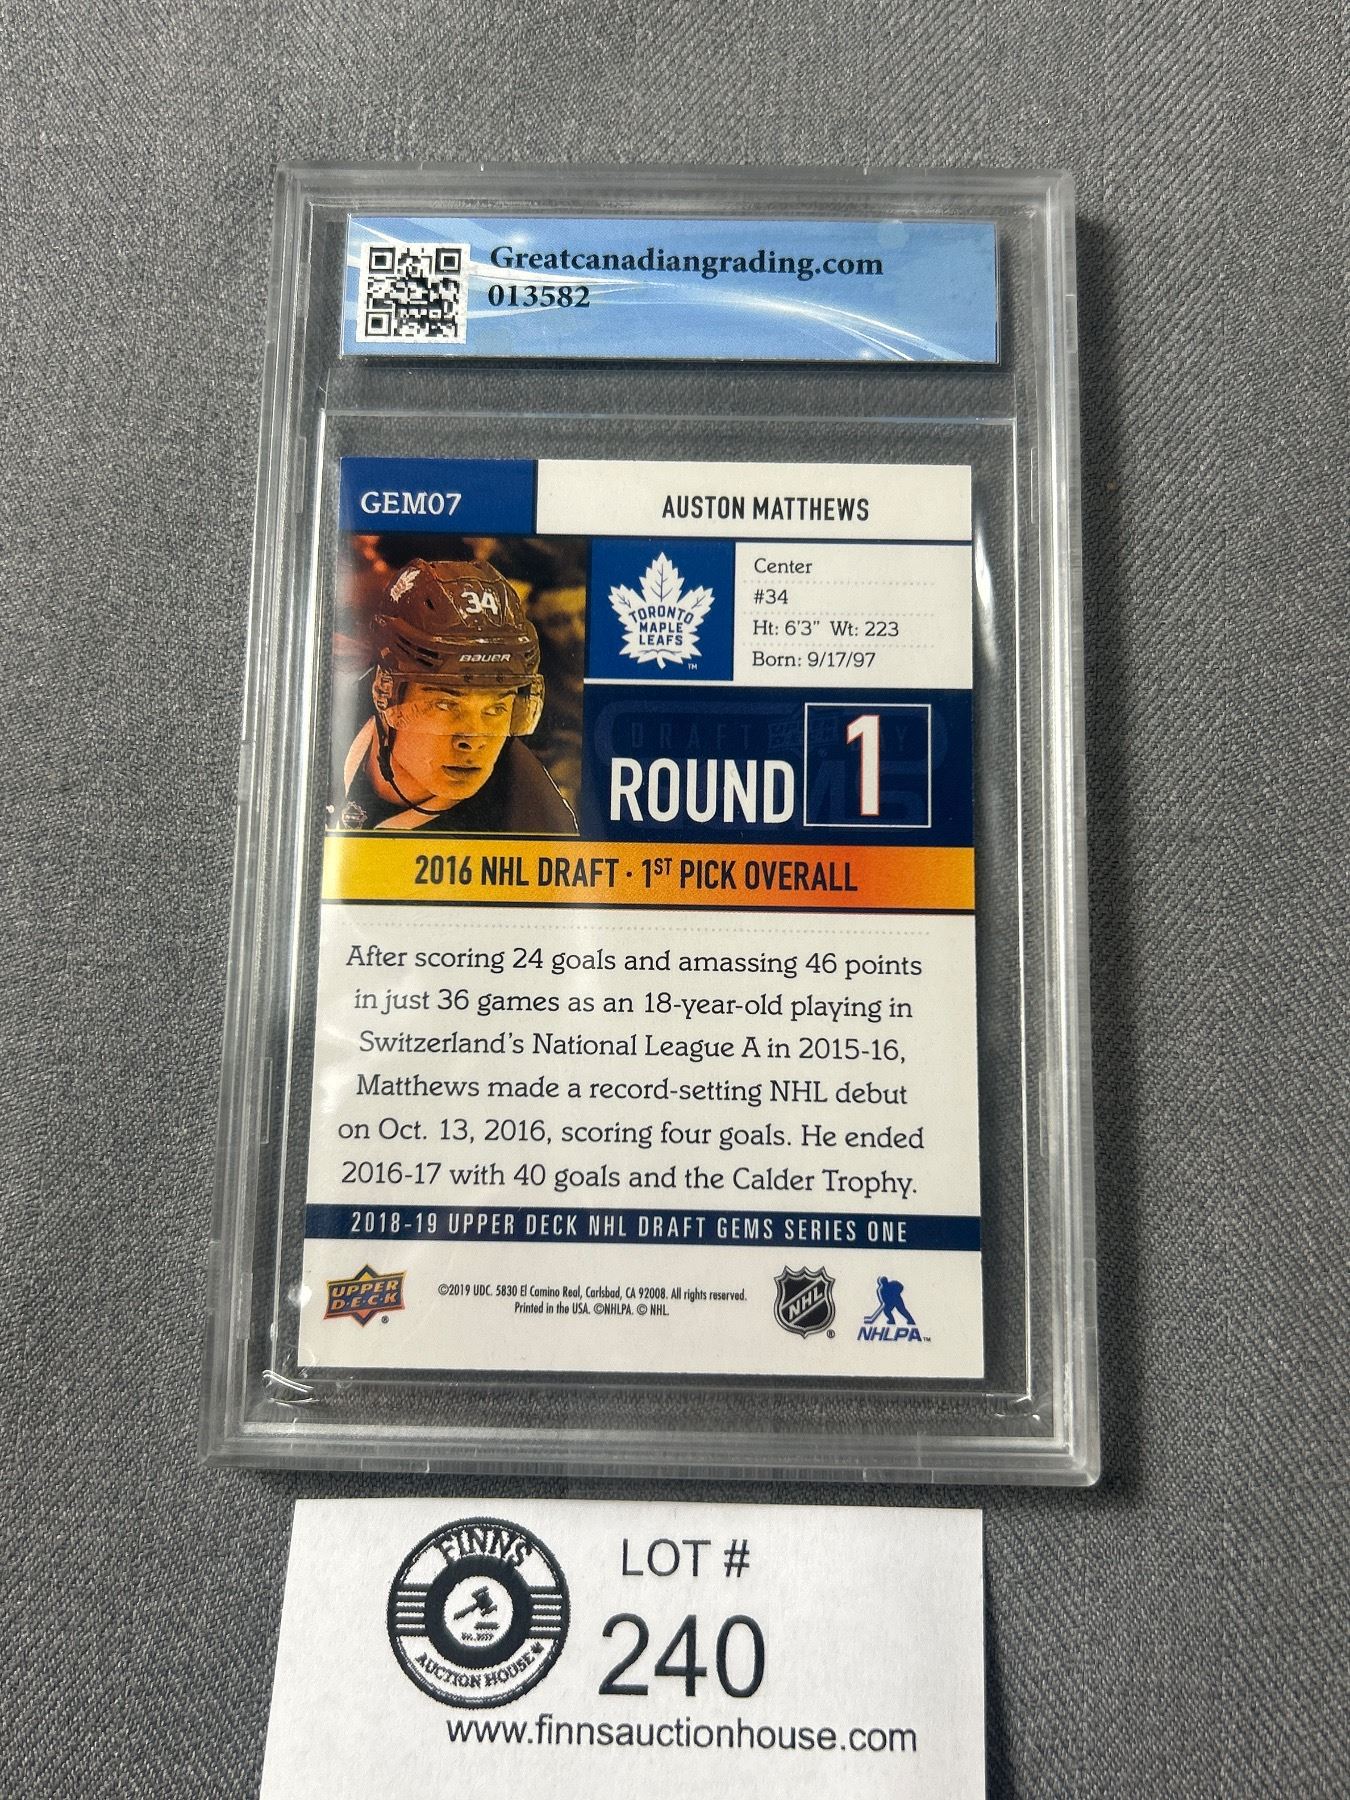 Greatcanadiangrading.com
013582
GEM07
AUSTON MATTHEWS
34
BAUER
TORONTO
MAPLE
LEAFS
TM
Center
#34
Ht: 6'3" Wt: 223
Born: 9/17/97
DRAFT DAY
ROUND 1
2016 NHL DRAFT · 1ST PICK OVERALL
After scoring 24 goals and amassing 46 points
in just 36 games as an 18-year-old playing in
Switzerland's National League A in 2015-16,
Matthews made a record-setting NHL debut
on Oct. 13, 2016, scoring four goals. He ended
2016-17 with 40 goals and the Calder Trophy.
2018-19 UPPER DECK NHL DRAFT GEMS SERIES ONE
UPPER
D·E·C·K
®
©2019 UDC. 5830 El Camino Real, Carlsbad, CA 92008. All rights reserved.
Printed in the USA. ©NHLPA. © NHL.
NHL
®
NHLPA™
FINNS
AUCTION HOUSE
LOT #
240
www.finnsauctionhouse.com